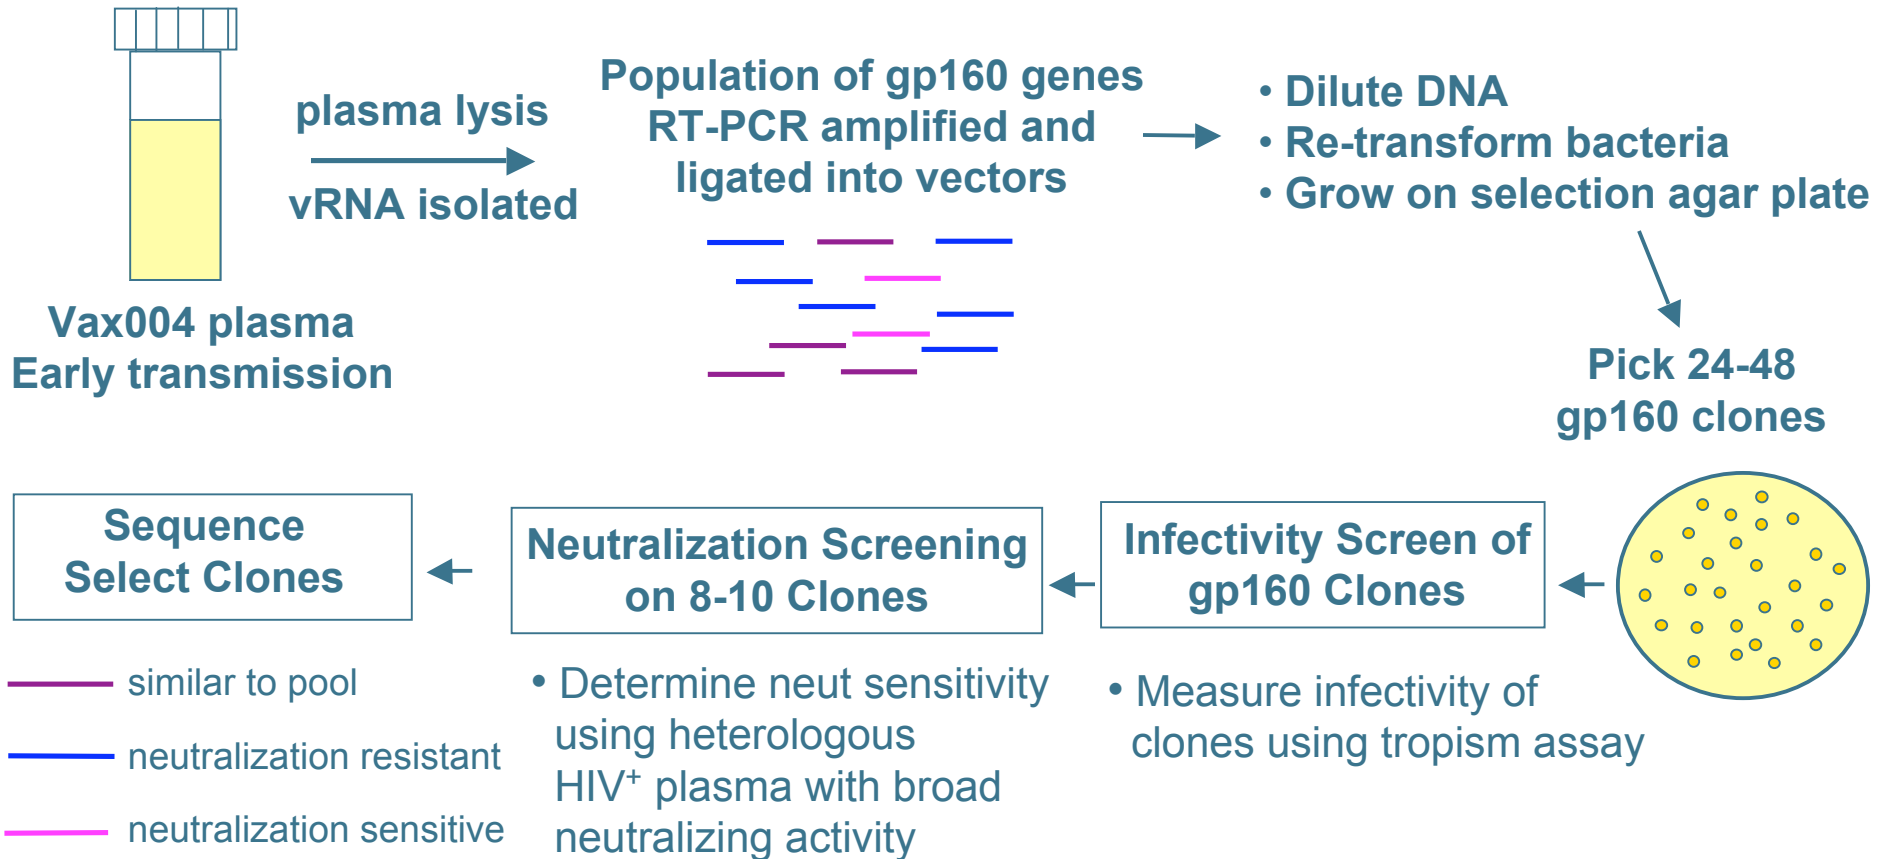 plasma lysis
vRNA isolated
Vax004 plasma
Early transmission
Population of gp160 genes
RT-PCR amplified and
ligated into vectors
• Dilute DNA
• Re-transform bacteria
• Grow on selection agar plate
Pick 24-48
gp160 clones
Infectivity Screen of
gp160 Clones
• Measure infectivity of
clones using tropism assay
Neutralization Screening
on 8-10 Clones
• Determine neut sensitivity
using heterologous
HIV⁺ plasma with broad
neutralizing activity
Sequence
Select Clones
similar to pool
neutralization resistant
neutralization sensitive